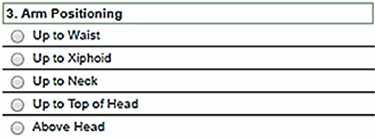 3. Arm Positioning
Up to Waist
Up to Xiphoid
Up to Neck
Up to Top of Head
Above Head